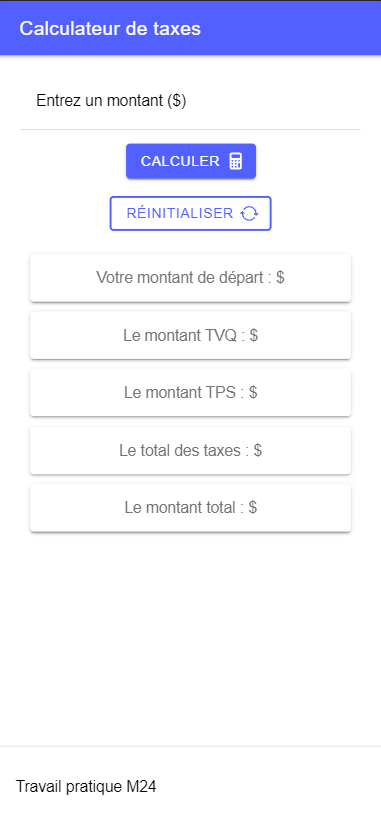 Calculateur de taxes
Entrez un montant ($)
CALCULER
RÉINITIALISER
Votre montant de départ : $
Le montant TVQ : $
Le montant TPS : $
Le total des taxes : $
Le montant total : $
Travail pratique M24